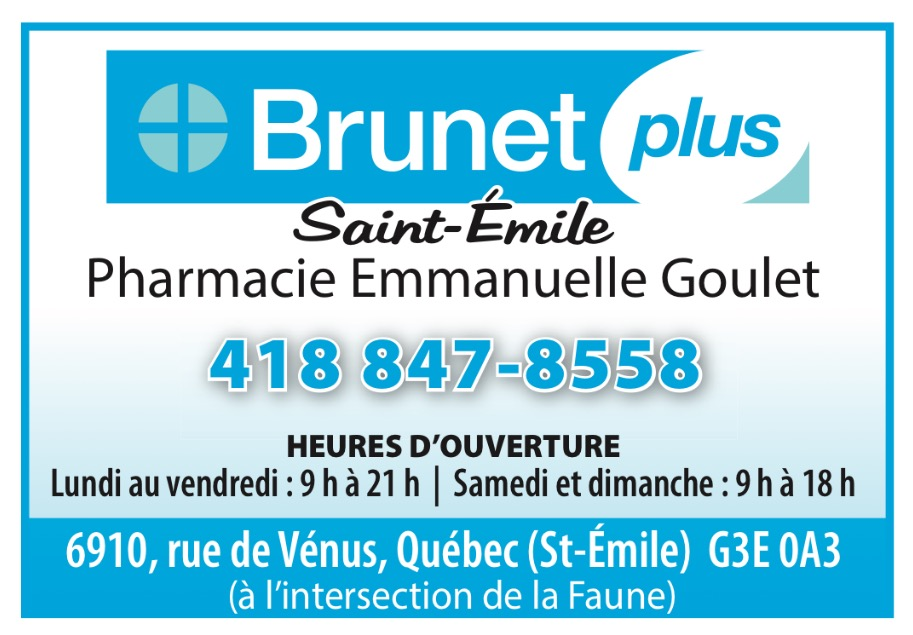 Brunet plus
Saint-Émile
Pharmacie Emmanuelle Goulet
418 847-8558
HEURES D'OUVERTURE
Lundi au vendredi : 9 h à 21 h | Samedi et dimanche : 9 h à 18 h
6910, rue de Vénus, Québec (St-Émile) G3E 0A3
(à l'intersection de la Faune)